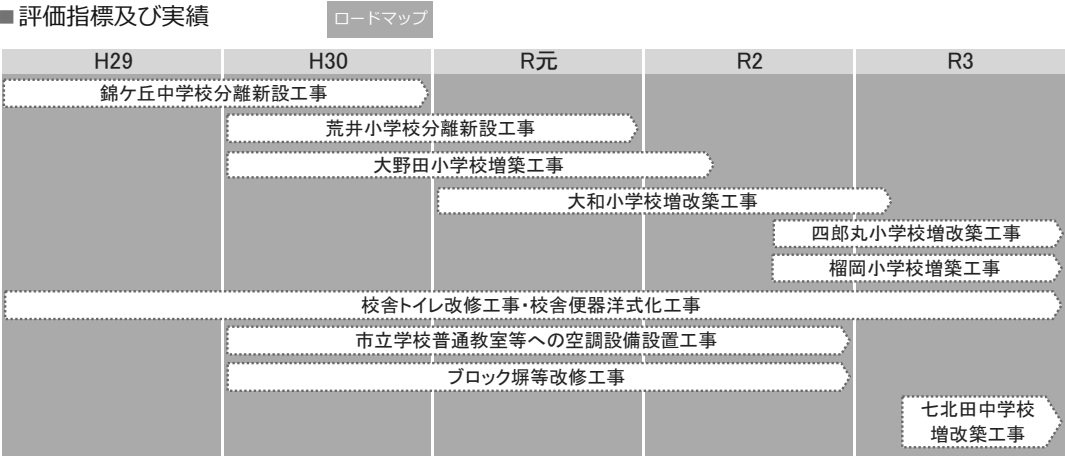 ■評価指標及び実績
ロードマップ
H29 H30 R元 R2 R3
錦ケ丘中学校分離新設工事
荒井小学校分離新設工事
大野田小学校増築工事
大和小学校増改築工事
四郎丸小学校増改築工事
榴岡小学校増築工事
校舎トイレ改修工事・校舎便器洋式化工事
市立学校普通教室等への空調設備設置工事
ブロック塀等改修工事
七北田中学校
増改築工事